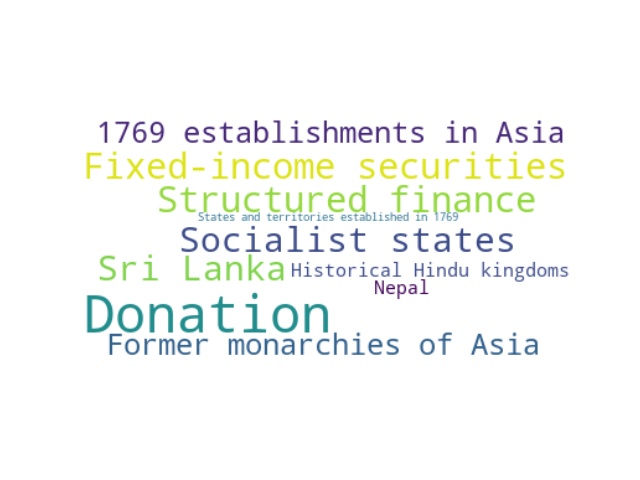 1769 establishments in Asia
Fixed-income securities
Structured finance
States and territories established in 1769
Socialist states
Sri Lanka
Historical Hindu kingdoms
Nepal
Donation
Former monarchies of Asia